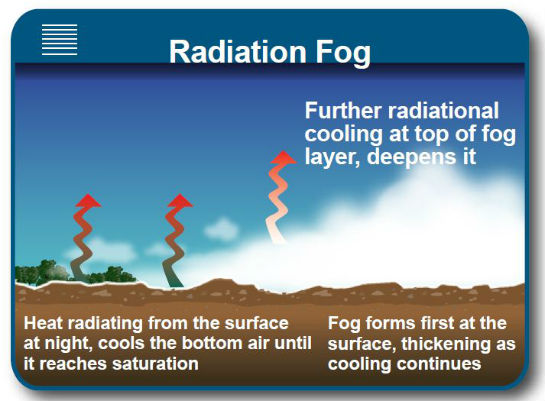 Radiation Fog
Further radiational
cooling at top of fog
layer, deepens it
Heat radiating from the surface
at night, cools the bottom air until
it reaches saturation
Fog forms first at the
surface, thickening as
cooling continues